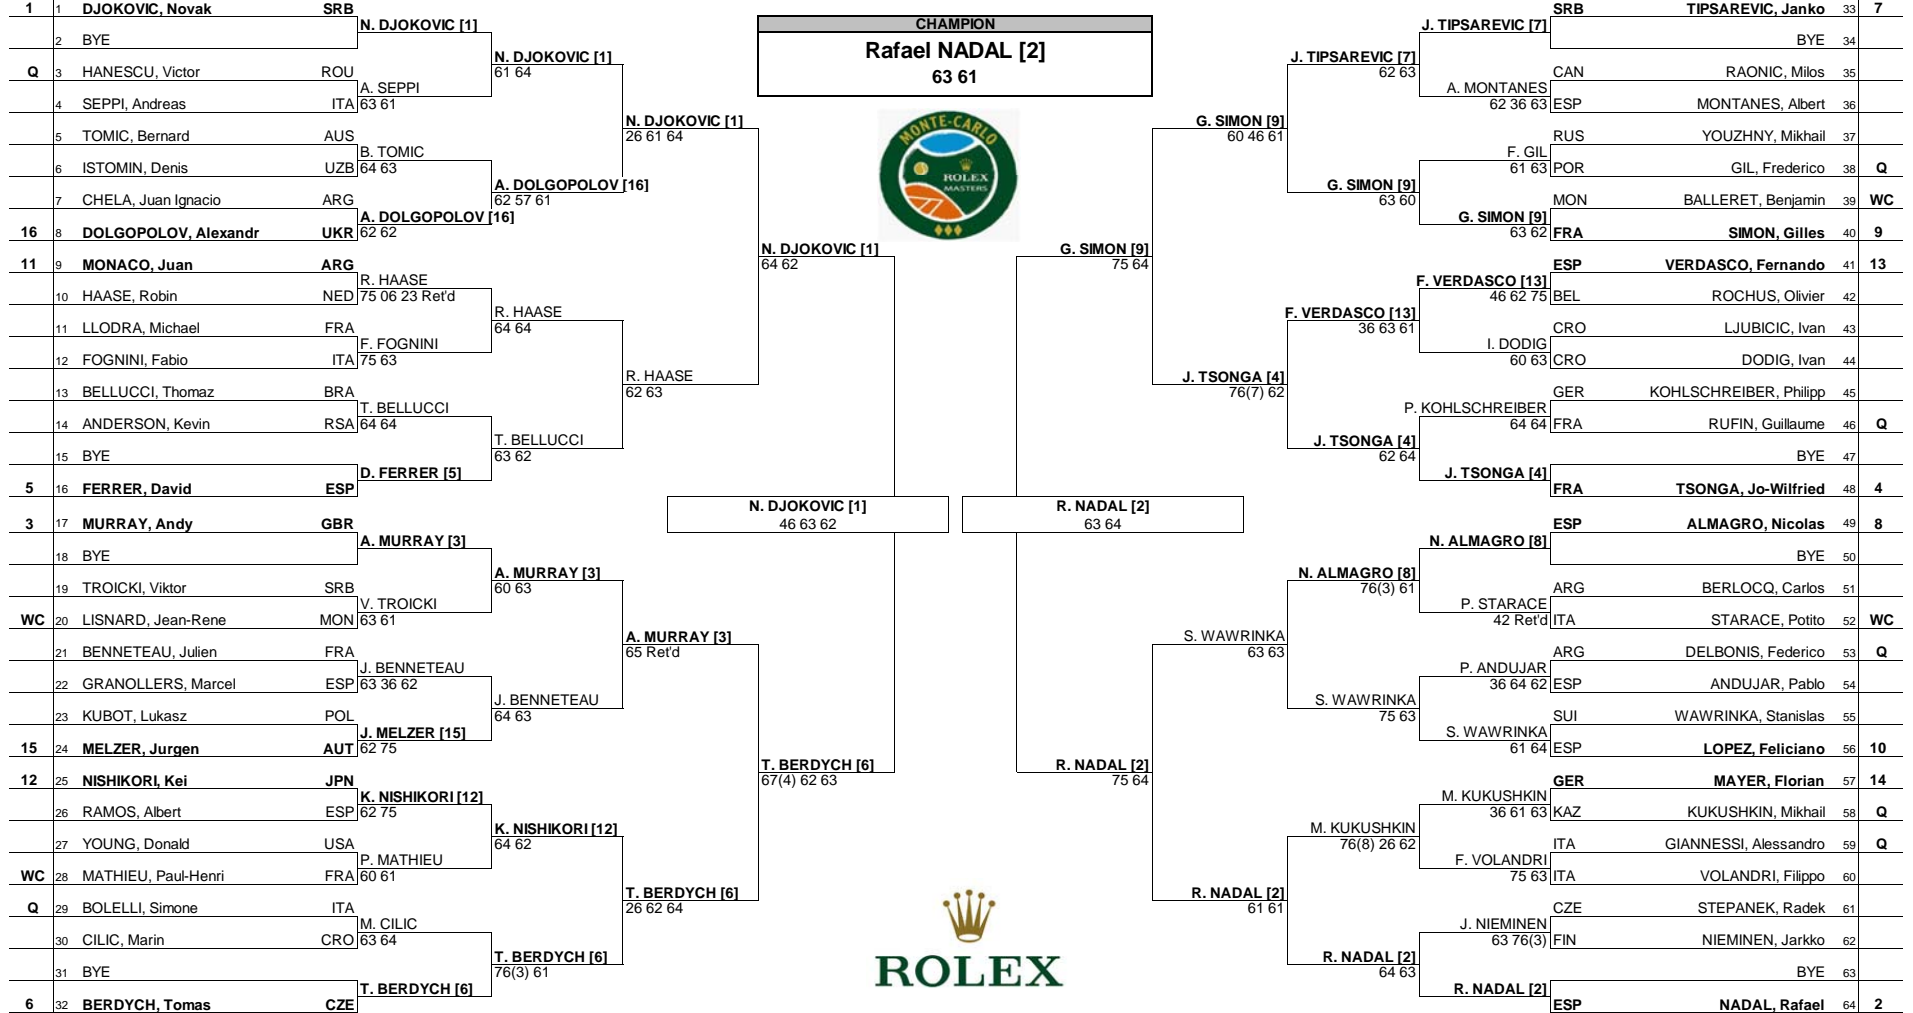 CHAMPION
Rafael NADAL [2]
63 61
MONTE-CARLO
ROLEX
MASTERS
1 1 DJOKOVIC, Novak SRB
2 BYE
Q 3 HANESCU, Victor ROU
4 SEPPI, Andreas ITA
5 TOMIC, Bernard AUS
6 ISTOMIN, Denis UZB
7 CHELA, Juan Ignacio ARG
16 8 DOLGOPOLOV, Alexandr UKR
11 9 MONACO, Juan ARG
10 HAASE, Robin NED
11 LLODRA, Michael FRA
12 FOGNINI, Fabio ITA
13 BELLUCCI, Thomaz BRA
14 ANDERSON, Kevin RSA
15 BYE
5 16 FERRER, David ESP
3 17 MURRAY, Andy GBR
18 BYE
19 TROICKI, Viktor SRB
WC 20 LISNARD, Jean-Rene MON
21 BENNETEAU, Julien FRA
22 GRANOLLERS, Marcel ESP
23 KUBOT, Lukasz POL
15 24 MELZER, Jurgen AUT
12 25 NISHIKORI, Kei JPN
26 RAMOS, Albert ESP
27 YOUNG, Donald USA
WC 28 MATHIEU, Paul-Henri FRA
Q 29 BOLELLI, Simone ITA
30 CILIC, Marin CRO
31 BYE
6 32 BERDYCH, Tomas CZE
N. DJOKOVIC [1]
A. SEPPI
63 61
B. TOMIC
64 63
A. DOLGOPOLOV [16]
62 62
R. HAASE
75 06 23 Ret'd
F. FOGNINI
75 63
T. BELLUCCI
64 64
D. FERRER [5]
A. MURRAY [3]
V. TROICKI
63 61
J. BENNETEAU
63 36 62
J. MELZER [15]
62 75
K. NISHIKORI [12]
62 75
P. MATHIEU
60 61
M. CILIC
63 64
T. BERDYCH [6]
N. DJOKOVIC [1]
61 64
A. DOLGOPOLOV [16]
62 57 61
R. HAASE
64 64
T. BELLUCCI
63 62
A. MURRAY [3]
60 63
J. BENNETEAU
64 63
K. NISHIKORI [12]
64 62
T. BERDYCH [6]
76(3) 61
N. DJOKOVIC [1]
26 61 64
R. HAASE
62 63
A. MURRAY [3]
65 Ret'd
T. BERDYCH [6]
26 62 64
N. DJOKOVIC [1]
64 62
T. BERDYCH [6]
67(4) 62 63
N. DJOKOVIC [1]
46 63 62
R. NADAL [2]
63 64
G. SIMON [9]
75 64
R. NADAL [2]
75 64
G. SIMON [9]
60 46 61
J. TSONGA [4]
76(7) 62
S. WAWRINKA
63 63
R. NADAL [2]
61 61
J. TIPSAREVIC [7]
62 63
G. SIMON [9]
63 60
F. VERDASCO [13]
36 63 61
J. TSONGA [4]
62 64
N. ALMAGRO [8]
76(3) 61
S. WAWRINKA
75 63
M. KUKUSHKIN
76(8) 26 62
R. NADAL [2]
64 63
J. TIPSAREVIC [7]
A. MONTANES
62 36 63
F. GIL
61 63
G. SIMON [9]
63 62
F. VERDASCO [13]
46 62 75
I. DODIG
60 63
P. KOHLSCHREIBER
64 64
J. TSONGA [4]
N. ALMAGRO [8]
P. STARACE
42 Ret'd
P. ANDUJAR
36 64 62
S. WAWRINKA
61 64
M. KUKUSHKIN
36 61 63
F. VOLANDRI
75 63
J. NIEMINEN
63 76(3)
R. NADAL [2]
SRB TIPSAREVIC, Janko 33 7
BYE 34
CAN RAONIC, Milos 35
ESP MONTANES, Albert 36
RUS YOUZHNY, Mikhail 37
POR GIL, Frederico 38 Q
MON BALLERET, Benjamin 39 WC
FRA SIMON, Gilles 40 9
ESP VERDASCO, Fernando 41 13
BEL ROCHUS, Olivier 42
CRO LJUBICIC, Ivan 43
CRO DODIG, Ivan 44
GER KOHLSCHREIBER, Philipp 45
FRA RUFIN, Guillaume 46 Q
BYE 47
FRA TSONGA, Jo-Wilfried 48 4
ESP ALMAGRO, Nicolas 49 8
BYE 50
ARG BERLOCQ, Carlos 51
ITA STARACE, Potito 52 WC
ARG DELBONIS, Federico 53 Q
ESP ANDUJAR, Pablo 54
SUI WAWRINKA, Stanislas 55
ESP LOPEZ, Feliciano 56 10
GER MAYER, Florian 57 14
KAZ KUKUSHKIN, Mikhail 58 Q
ITA GIANNESSI, Alessandro 59 Q
ITA VOLANDRI, Filippo 60
CZE STEPANEK, Radek 61
FIN NIEMINEN, Jarkko 62
BYE 63
ESP NADAL, Rafael 64 2
ROLEX